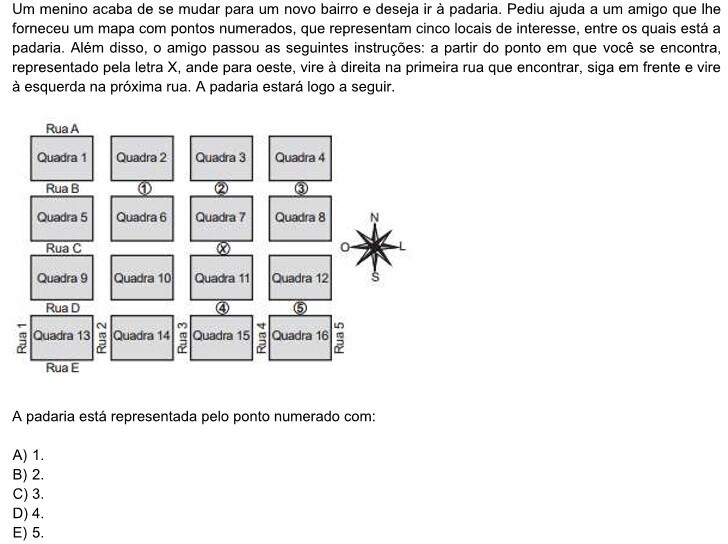 Um menino acaba de se mudar para um novo bairro e deseja ir à padaria. Pediu ajuda a um amigo que lhe
forneceu um mapa com pontos numerados, que representam cinco locais de interesse, entre os quais está a
padaria. Além disso, o amigo passou as seguintes instruções: a partir do ponto em que você se encontra,
representado pela letra X, ande para oeste, vire à direita na primeira rua que encontrar, siga em frente e vire
à esquerda na próxima rua. A padaria estará logo a seguir.
Rua A
Quadra 1 Quadra 2 Quadra 3 Quadra 4
Rua B ① ② ③
Quadra 5 Quadra 6 Quadra 7 Quadra 8
N
Rua C Ⓧ O L
S
Quadra 9 Quadra 10 Quadra 11 Quadra 12
Rua D ④ ⑤
Rua 1 Quadra 13 Rua 2 Quadra 14 Rua 3 Quadra 15 Rua 4 Quadra 16 Rua 5
Rua E
A padaria está representada pelo ponto numerado com:
A) 1.
B) 2.
C) 3.
D) 4.
E) 5.